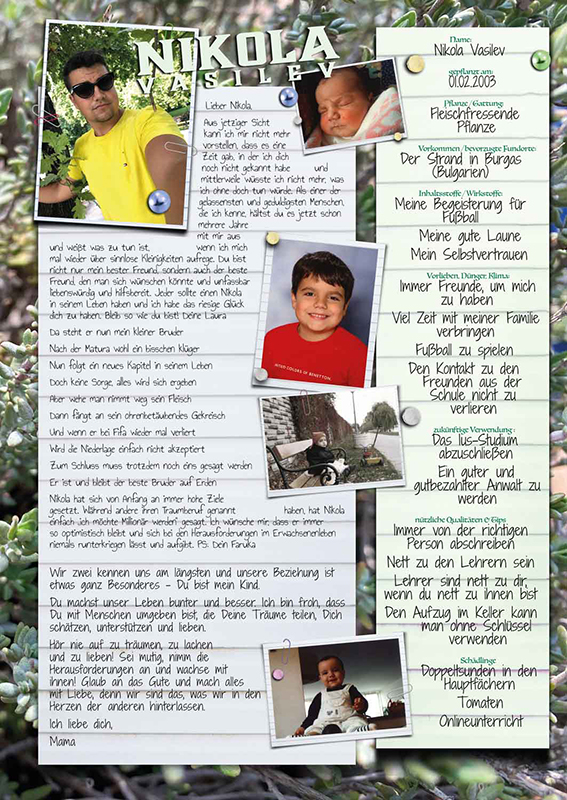 NIKOLA
VASILEV
Lieber Nikola,
Aus jetziger Sicht
kann ich mir nicht mehr
vorstellen, dass es eine
Zeit gab, in der ich dich
noch nicht gekannt habe und
mittlerweile wüsste ich nicht mehr, was
ich ohne doch tun würde. Als einer der
gelassensten und geduldigsten Menschen,
die ich kenne, hältst du es jetzt schon
mehrere Jahre
mit mir aus
und weißt was zu tun ist, wenn ich mich
mal wieder über sinnlose Kleinigkeiten aufrege. Du bist
nicht nur mein bester Freund, sondern auch der beste
Freund, den man sich wünschen könnte und unfassbar
liebenswürdig und hilfsbereit. Jeder sollte einen Nikola
in seinem Leben haben und ich habe das riesige Glück
dich zu haben. Bleib so wie du bist! Deine Laura
Da steht er nun mein kleiner Bruder
Nach der Matura wohl ein bisschen klüger
Nun folgt ein neues Kapitel in seinem Leben
Doch keine Sorge, alles wird sich ergeben
Aber wehe man nimmt weg sein Fleisch
Dann fängt an sein ohrenbetäubendes Gekreisch
Und wenn er bei Fifa wieder mal verliert
Wird die Niederlage einfach nicht akzeptiert
Zum Schluss muss trotzdem noch eins gesagt werden
Er ist und bleibt der beste Bruder auf Erden
Nikola hat sich von Anfang an immer hohe Ziele
gesetzt. Während andere ihren Traumberuf genannt haben, hat Nikola
einfach „ich möchte Millionär werden“ gesagt. Ich wünsche mir, dass er immer
so optimistisch bleibt und sich bei den Herausforderungen im Erwachsenenleben
niemals runterkriegen lässt und aufgibt. PS: Dein Faruka
Wir zwei kennen uns am längsten und unsere Beziehung ist
etwas ganz Besonderes - Du bist mein Kind.
Du machst unser Leben bunter und besser. Ich bin froh, dass
Du mit Menschen umgeben bist, die Deine Träume teilen, Dich
schätzen, unterstützen und lieben.
Hör nie auf zu träumen, zu lachen
und zu lieben! Sei mutig, nimm die
Herausforderungen an und wachse mit
ihnen! Glaub an das Gute und mach alles
mit Liebe, denn wir sind das, was wir in den
Herzen der anderen hinterlassen.
Ich liebe dich,
Mama
UNITED COLORS OF BENETTON.
Name:
Nikola Vasilev
gepflanzt am:
01.02.2003
Pflanze/Gattung:
Fleischfressende
Pflanze
Vorkommen/bevorzugte Fundorte:
Der Strand in Burgas
(Bulgarien)
Inhaltsstoffe/Wirkstoffe:
Meine Begeisterung für
Fußball
Meine gute Laune
Mein Selbstvertrauen
Vorlieben, Dünger, Klima:
Immer Freunde, um mich
zu haben
Viel Zeit mit meiner Familie
verbringen
Fußball zu spielen
Den Kontakt zu den
Freunden aus der
Schule nicht zu
verlieren
zukünftige Verwendung:
Das Jus-Studium
abzuschließen
Ein guter und
gutbezahlter Anwalt zu
werden
nützliche Qualitäten & Tips
Immer von der richtigen
Person abschreiben
Nett zu den Lehrern sein
Lehrer sind nett zu dir,
wenn du nett zu ihnen bist
Den Aufzug im Keller kann
man ohne Schlüssel
verwenden
Schädlinge
Doppelstunden in den
Hauptfächern
Tomaten
Onlineunterricht